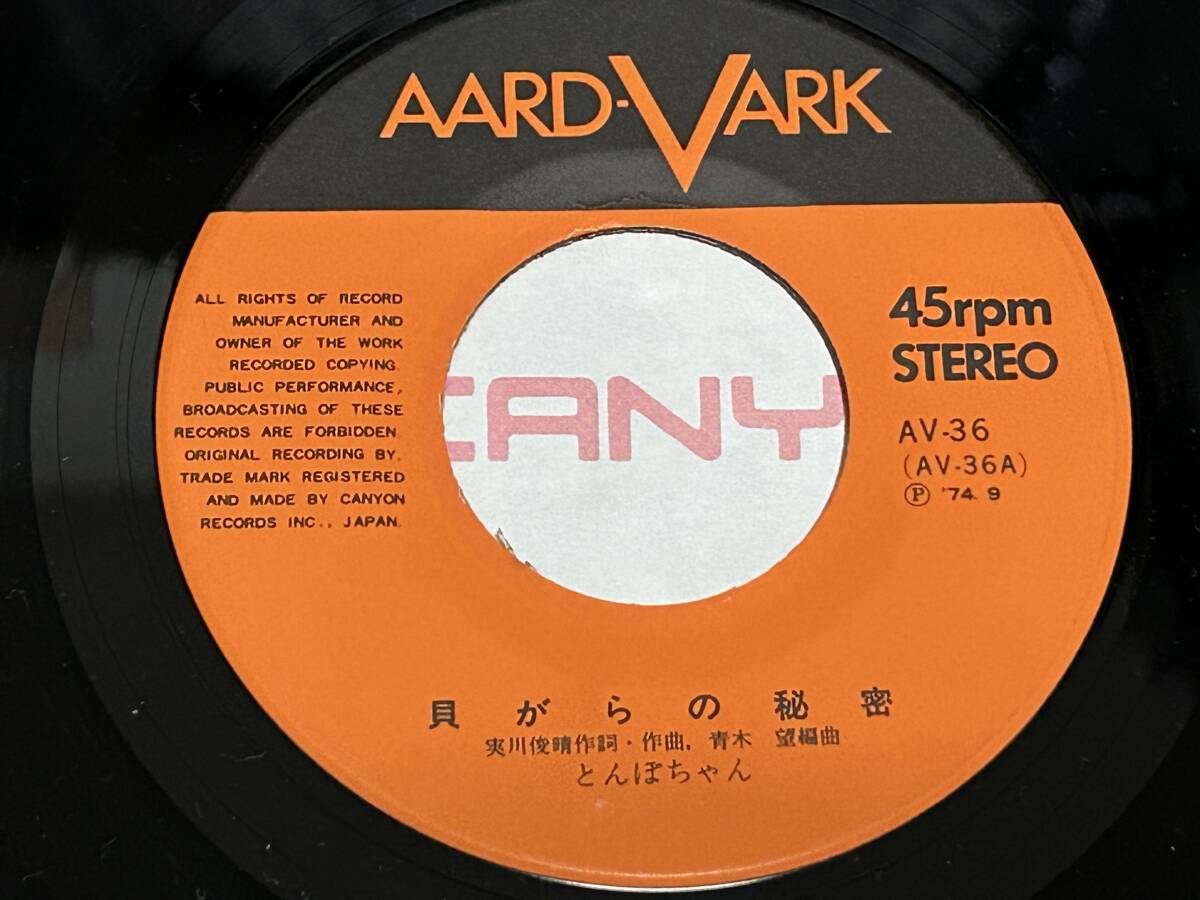 AARD-VARK
ALL RIGHTS OF RECORD
MANUFACTURER AND
OWNER OF THE WORK
RECORDED COPYING.
PUBLIC PERFORMANCE,
BROADCASTING OF THESE
RECORDS ARE FORBIDDEN.
ORIGINAL RECORDING BY,
TRADE MARK REGISTERED
AND MADE BY CANYON
RECORDS INC., JAPAN.
CANY
45rpm
STEREO
AV-36
(AV-36A)
Ⓟ '74. 9
貝がらの秘密
実川俊晴作詞・作曲, 青木 望編曲
とんぼちゃん